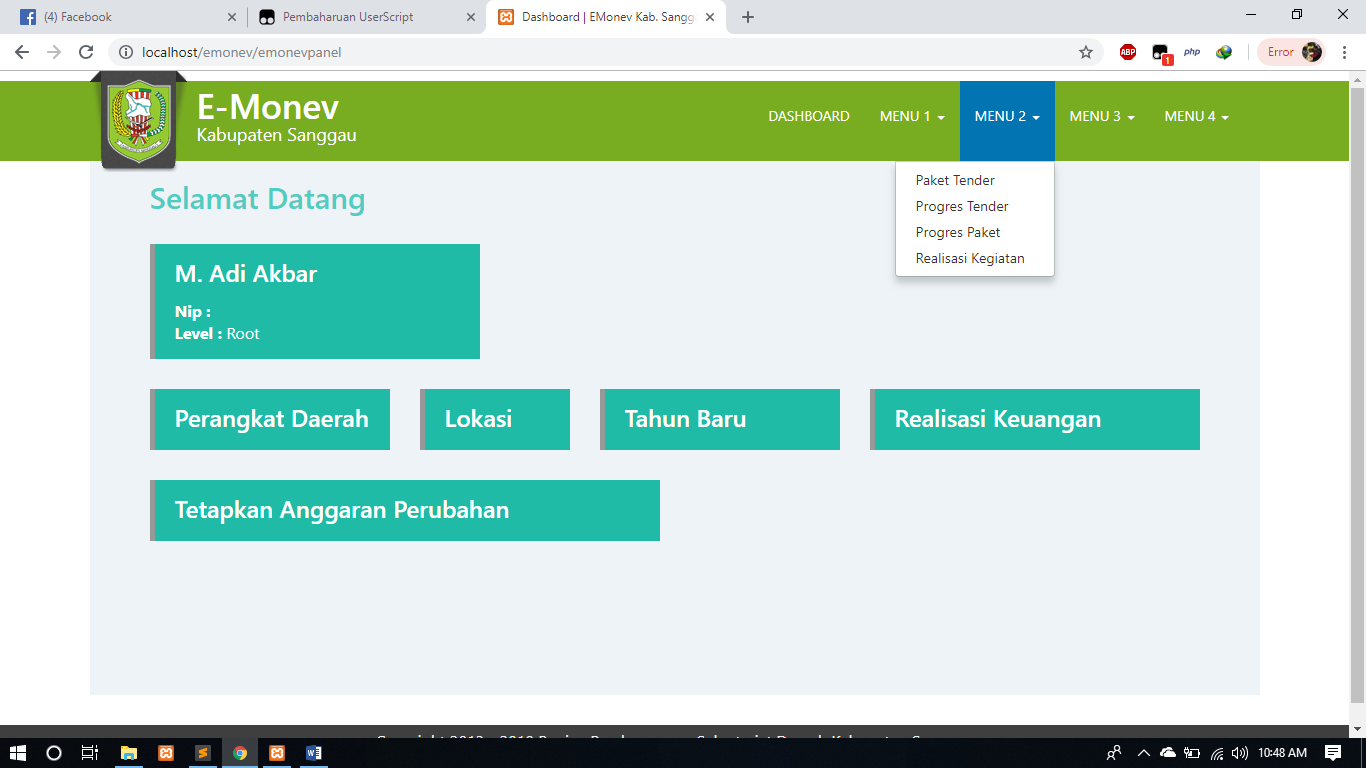 (4) Facebook
Pembaharuan UserScript
Dashboard | EMonev Kab. Sangg
localhost/emonev/emonevpanel
ABP
1
php
Error
E-Monev
Kabupaten Sanggau
DASHBOARD
MENU 1
MENU 2
MENU 3
MENU 4
Paket Tender
Progres Tender
Progres Paket
Realisasi Kegiatan
Selamat Datang
M. Adi Akbar
Nip :
Level : Root
Perangkat Daerah
Lokasi
Tahun Baru
Realisasi Keuangan
Tetapkan Anggaran Perubahan
10:48 AM